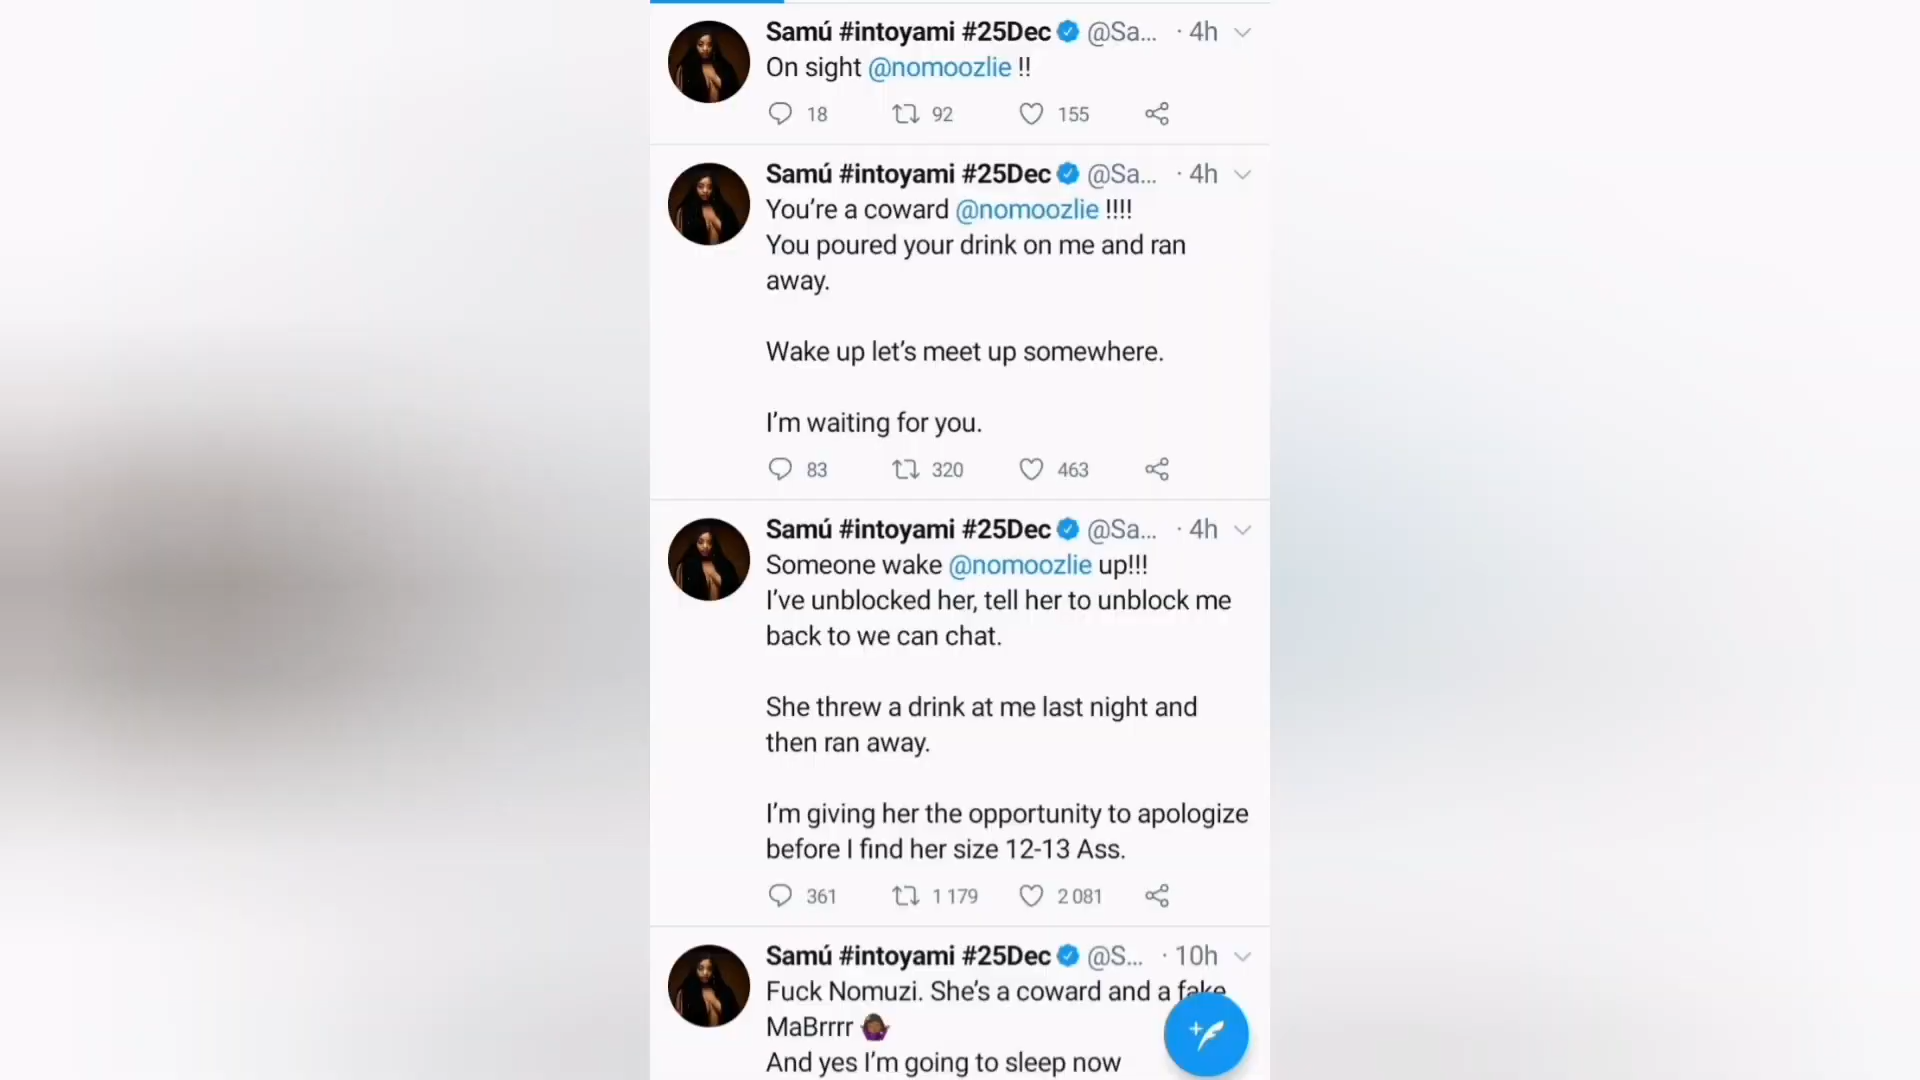 Samú #intoyami #25Dec @Sa... · 4h
On sight @nomoozlie !!
18 92 155
Samú #intoyami #25Dec @Sa... · 4h
You're a coward @nomoozlie !!!!
You poured your drink on me and ran
away.
Wake up let's meet up somewhere.
I'm waiting for you.
83 320 463
Samú #intoyami #25Dec @Sa... · 4h
Someone wake @nomoozlie up!!!
I've unblocked her, tell her to unblock me
back to we can chat.
She threw a drink at me last night and
then ran away.
I'm giving her the opportunity to apologize
before I find her size 12-13 Ass.
361 1 179 2 081
Samú #intoyami #25Dec @S... · 10h
Fuck Nomuzi. She's a coward and a fake
MaBrrrr 🤷🏾‍♀️
And yes I'm going to sleep now